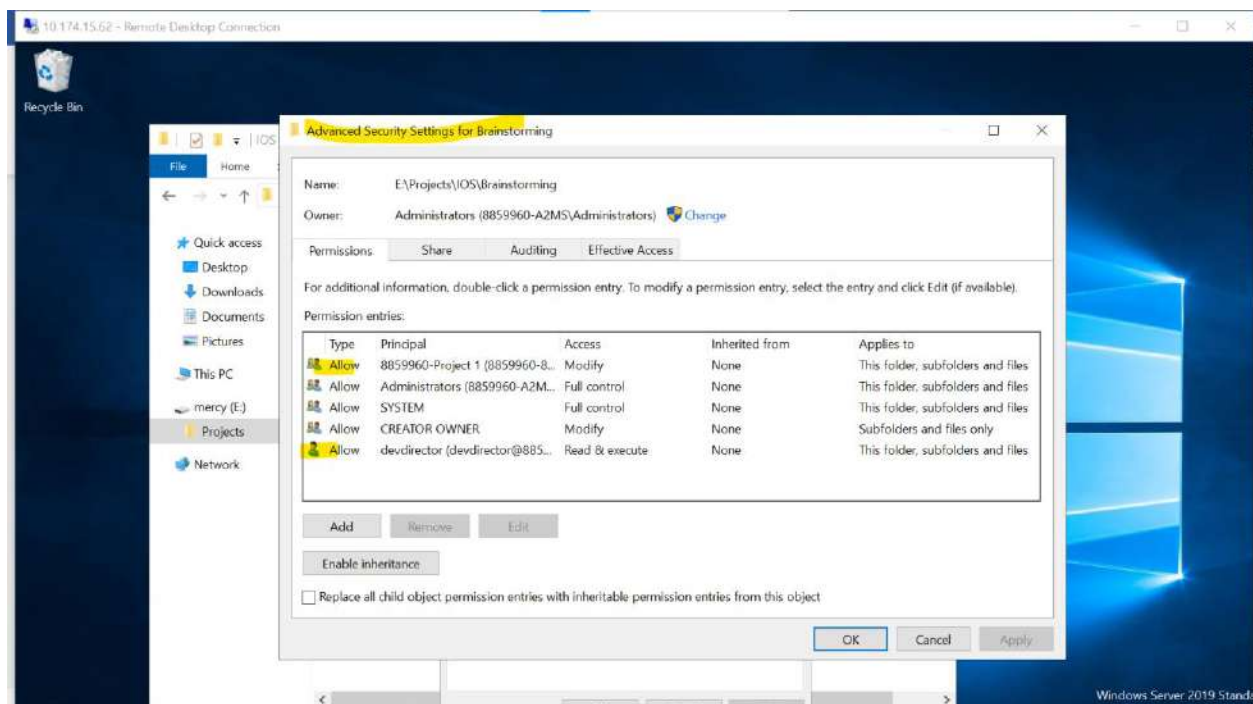 10.174.15.62 - Remote Desktop Connection
Recycle Bin
IOS
Advanced Security Settings for Brainstorming
File Home
Name: E:\Projects\IOS\Brainstorming
Owner: Administrators (8859960-A2MS\Administrators) Change
Quick access
Desktop
Downloads
Documents
Pictures
This PC
mercy (E:)
Projects
Network
Permissions Share Auditing Effective Access
For additional information, double-click a permission entry. To modify a permission entry, select the entry and click Edit (if available).
Permission entries:
Type Principal Access Inherited from Applies to
Allow 8859960-Project 1 (8859960-8... Modify None This folder, subfolders and files
Allow Administrators (8859960-A2M... Full control None This folder, subfolders and files
Allow SYSTEM Full control None This folder, subfolders and files
Allow CREATOR OWNER Modify None Subfolders and files only
Allow devdirector (devdirector@885... Read & execute None This folder, subfolders and files
Add Remove Edit
Enable inheritance
Replace all child object permission entries with inheritable permission entries from this object
OK Cancel Apply
Windows Server 2019 Standa